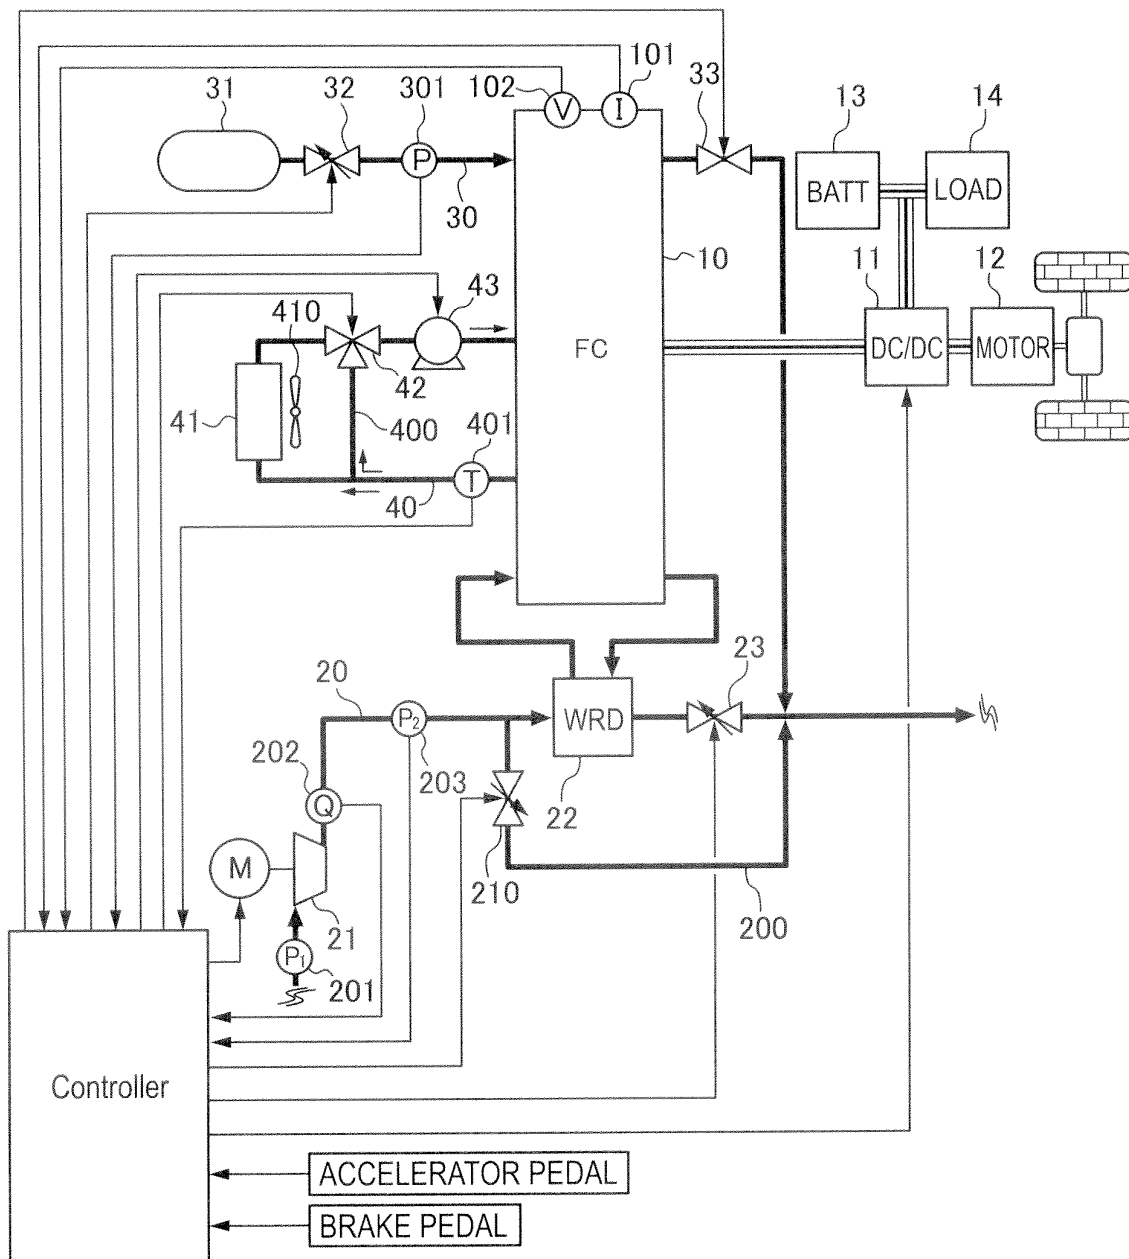 101
102
33
31
32
301
13
14
V
I
P
BATT
LOAD
30
10
11
12
43
410
FC
DC/DC
MOTOR
42
41
400
401
T
40
20
23
P2
WRD
202
203
22
Q
M
210
200
21
P1
201
Controller
ACCELERATOR PEDAL
BRAKE PEDAL